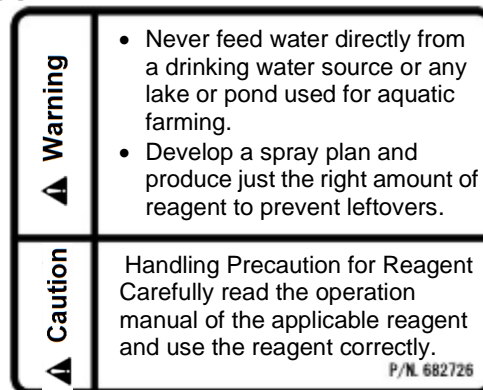 ⚠ Warning
• Never feed water directly from
a drinking water source or any
lake or pond used for aquatic
farming.
• Develop a spray plan and
produce just the right amount of
reagent to prevent leftovers.
⚠ Caution
Handling Precaution for Reagent
Carefully read the operation
manual of the applicable reagent
and use the reagent correctly.
P/N. 682726